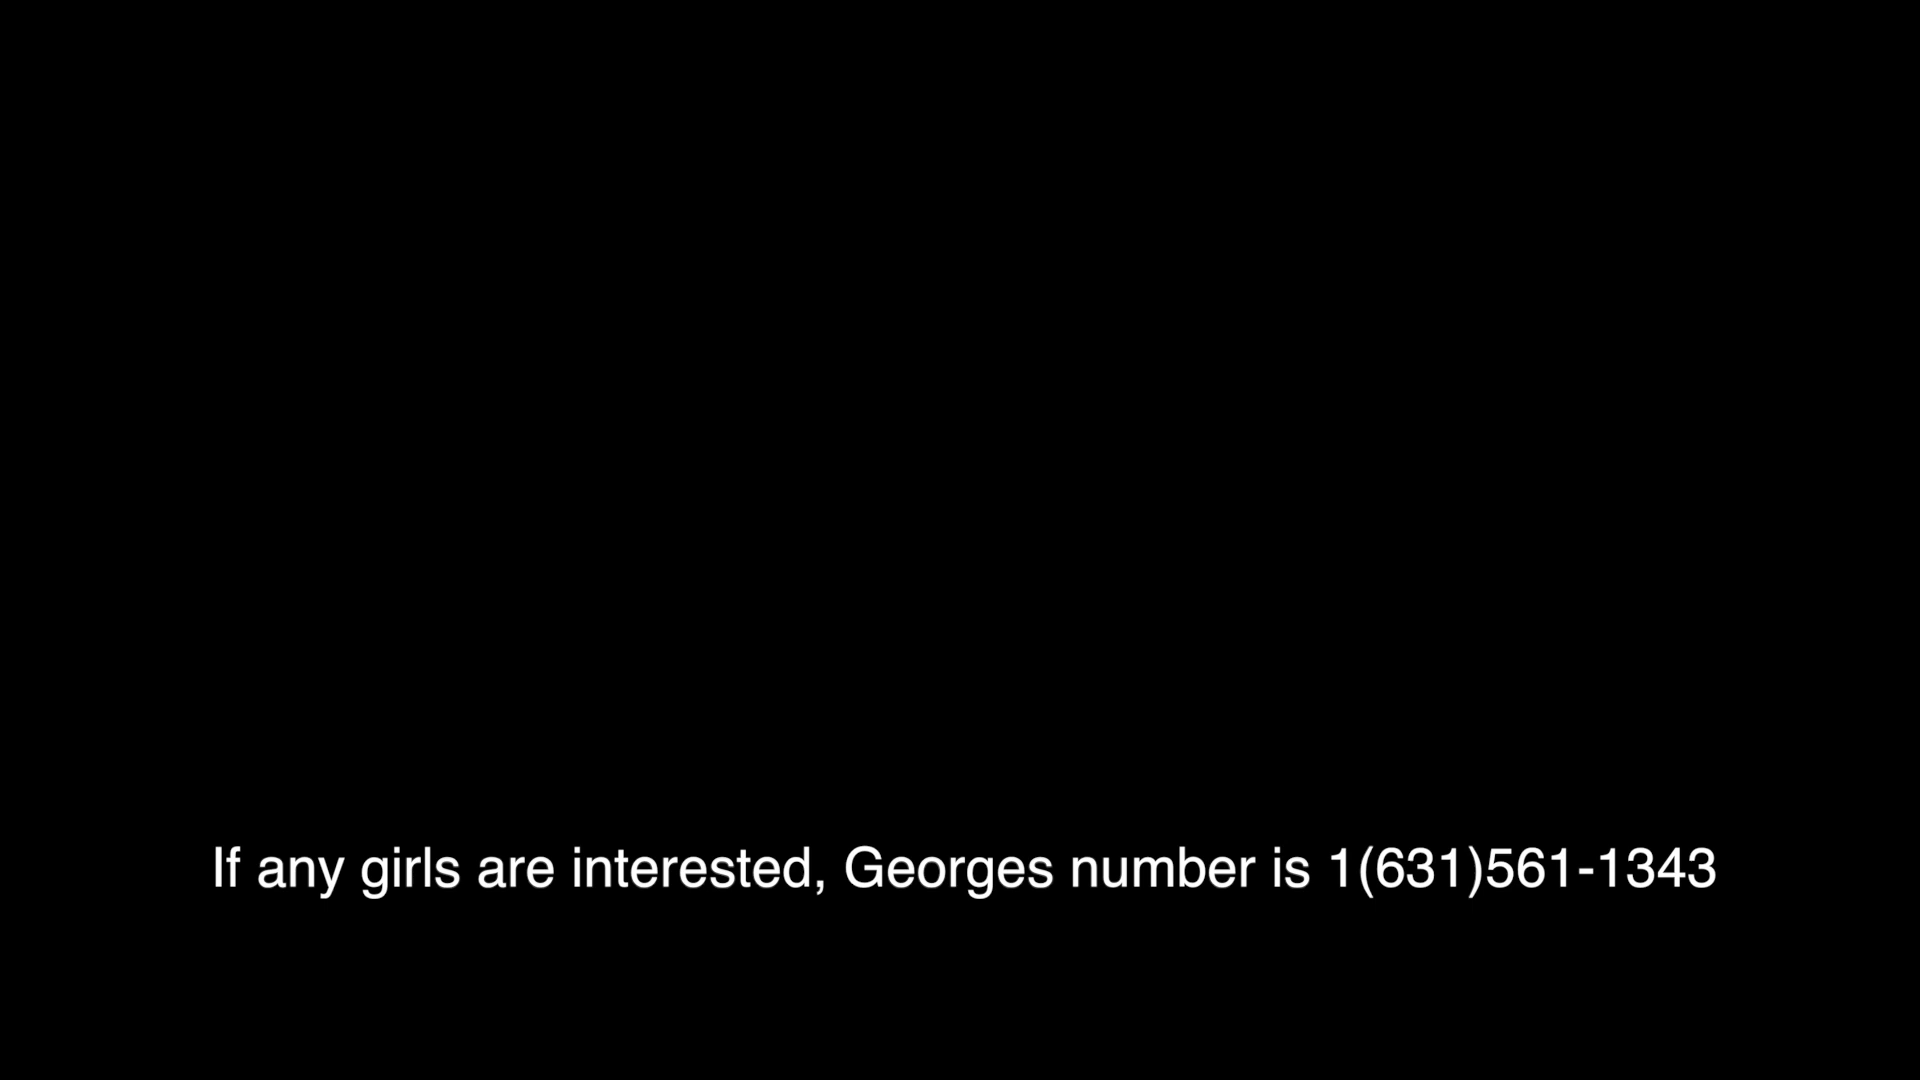 If any girls are interested, Georges number is 1(631)561-1343